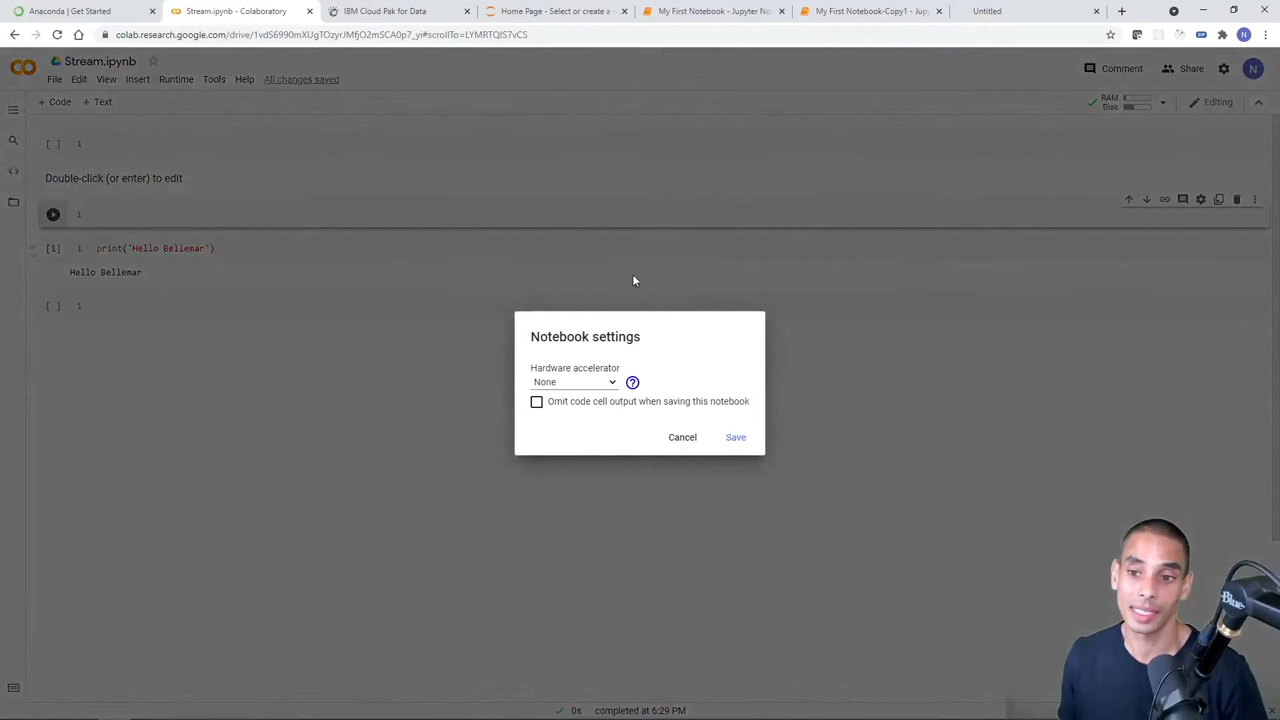 Anaconda | Get Started
Stream.ipynb - Colaboratory
IBM Cloud Pak for Data
Home Page - Select or create a
My First Notebook - Jupyter No
My First Notebook-Copy1 - Jup
Untitled
colab.research.google.com/drive/1vdS6990mXUgTOzyrJMfjO2mSCA0p7_yi#scrollTo=LYMRTQIS7vCS
N
Stream.ipynb
File Edit View Insert Runtime Tools Help All changes saved
Comment Share N
+ Code + Text
RAM
Disk
Editing
[ ] 1
Double-click (or enter) to edit
1
[1] 1 print('Hello Bellemar')
Hello Bellemar
[ ] 1
Notebook settings
Hardware accelerator
None
?
Omit code cell output when saving this notebook
Cancel Save
Blue
0s completed at 6:29 PM